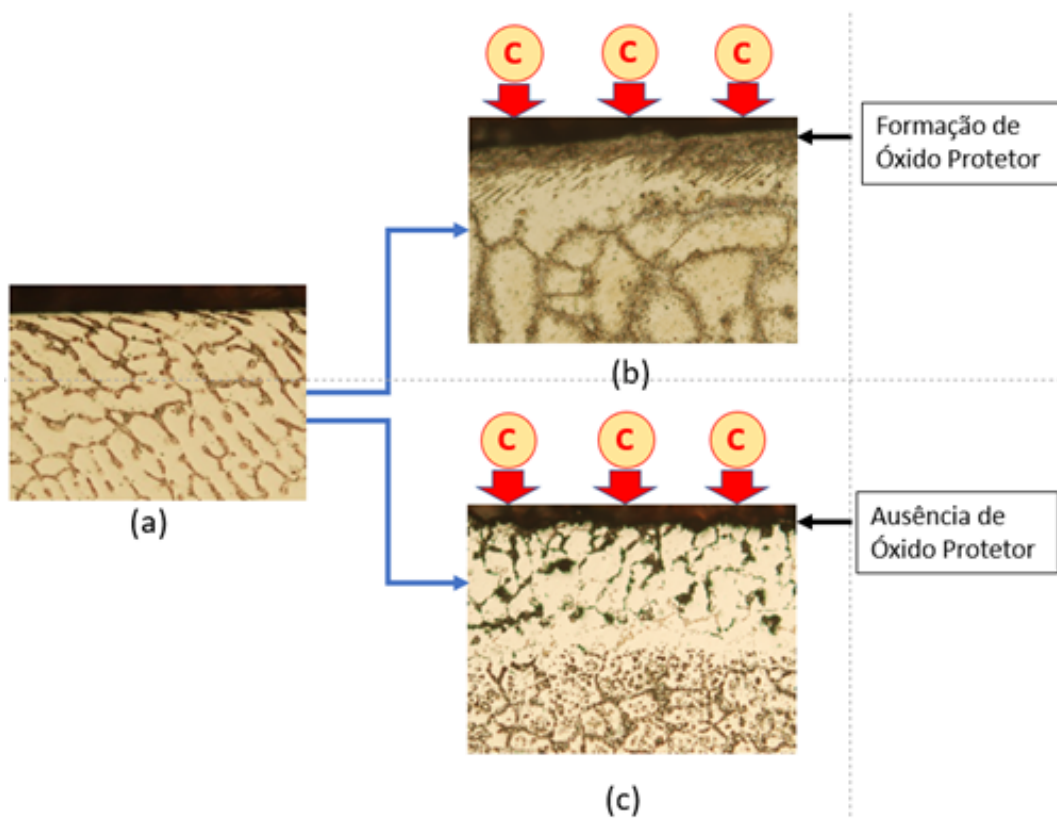 C C C
Formação de
Óxido Protetor
(b)
(a)
C C C
Ausência de
Óxido Protetor
(c)